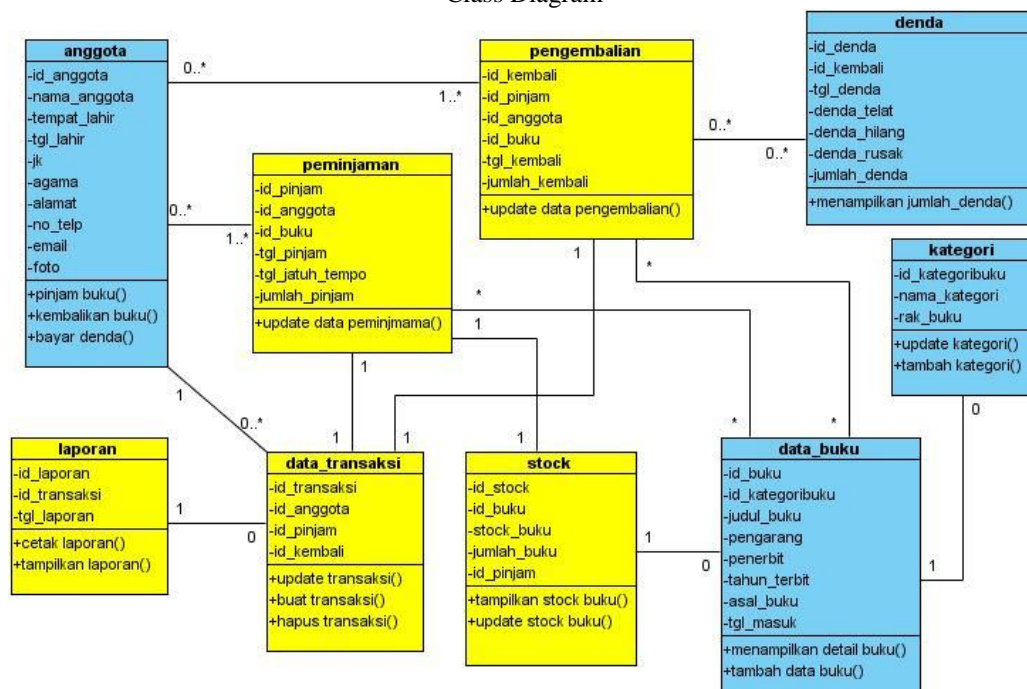 Class Diagram
anggota
-id_anggota
-nama_anggota
-tempat_lahir
-tgl_lahir
-jk
-agama
-alamat
-no_telp
-email
-foto
+pinjam buku()
+kembalikan buku()
+bayar denda()
0..*
1..*
0..*
1..*
1
0..*
peminjaman
-id_pinjam
-id_anggota
-id_buku
-tgl_pinjam
-tgl_jatuh_tempo
-jumlah_pinjam
+update data peminjmama()
*
1
1
1
pengembalian
-id_kembali
-id_pinjam
-id_anggota
-id_buku
-tgl_kembali
-jumlah_kembali
+update data pengembalian()
0..*
0..*
1
*
denda
-id_denda
-id_kembali
-tgl_denda
-denda_telat
-denda_hilang
-denda_rusak
-jumlah_denda
+menampilkan jumlah_denda()
kategori
-id_kategoribuku
-nama_kategori
-rak_buku
+update kategori()
+tambah kategori()
0
laporan
-id_laporan
-id_transaksi
-tgl_laporan
+cetak laporan()
+tampilkan laporan()
1
0
data_transaksi
-id_transaksi
-id_anggota
-id_pinjam
-id_kembali
+update transaksi()
+buat transaksi()
+hapus transaksi()
1
1
stock
-id_stock
-id_buku
-stock_buku
-jumlah_buku
-id_pinjam
+tampilkan stock buku()
+update stock buku()
1
0
*
*
data_buku
-id_buku
-id_kategoribuku
-judul_buku
-pengarang
-penerbit
-tahun_terbit
-asal_buku
-tgl_masuk
+menampilkan detail buku()
+tambah data buku()
1